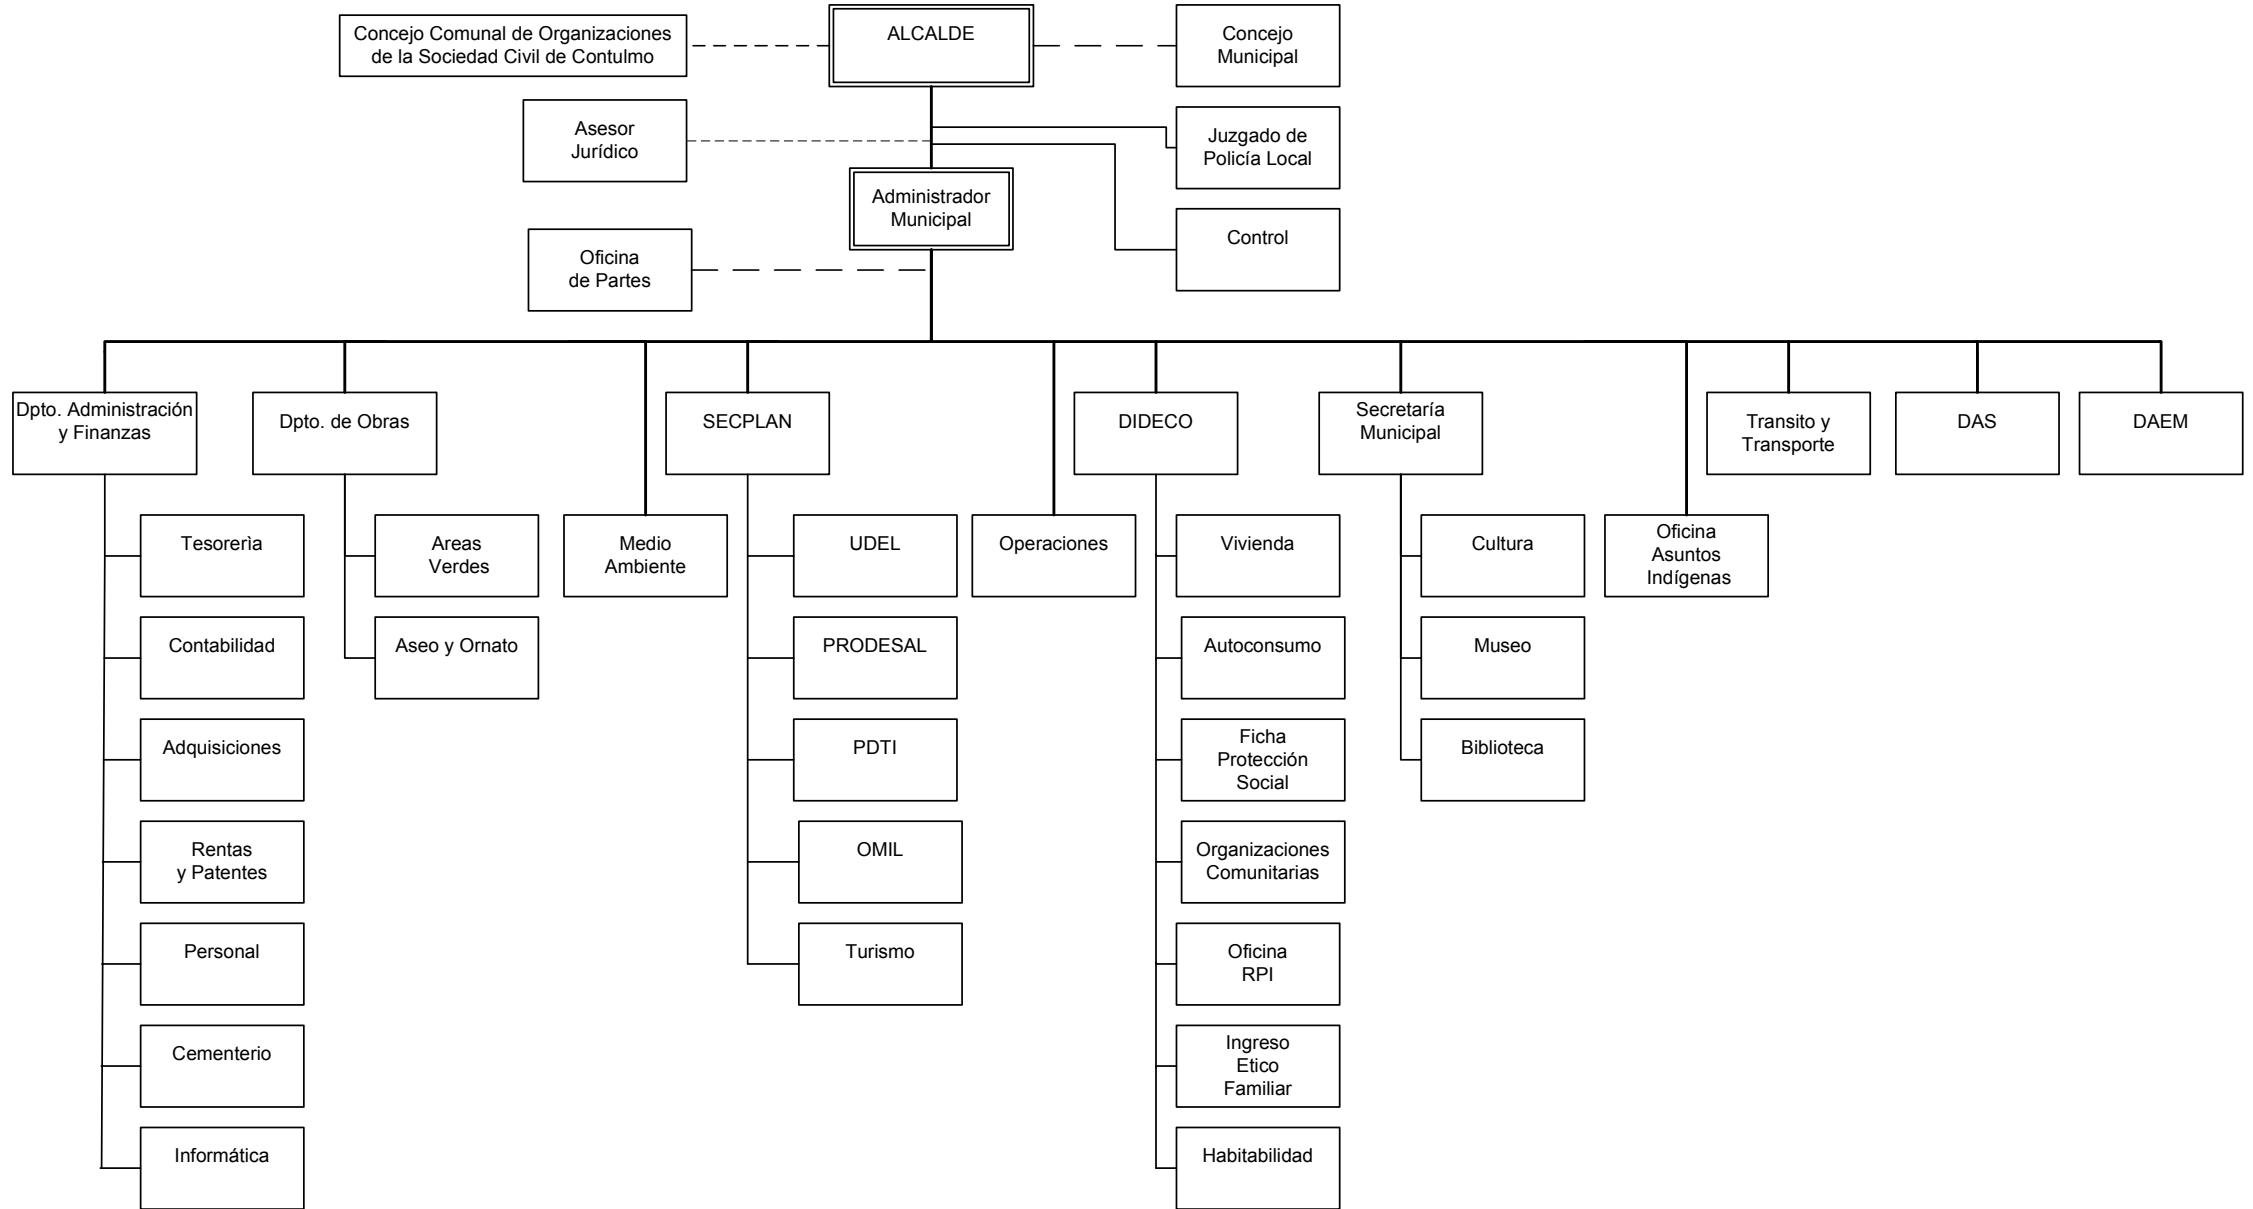 Concejo Comunal de Organizaciones
de la Sociedad Civil de Contulmo
ALCALDE
Concejo
Municipal
Asesor
Jurídico
Juzgado de
Policía Local
Administrador
Municipal
Control
Oficina
de Partes
Dpto. Administración
y Finanzas
Dpto. de Obras
SECPLAN
DIDECO
Secretaría
Municipal
Transito y
Transporte
DAS
DAEM
Tesorerìa
Contabilidad
Adquisiciones
Rentas
y Patentes
Personal
Cementerio
Informática
Areas
Verdes
Aseo y Ornato
Medio
Ambiente
UDEL
PRODESAL
PDTI
OMIL
Turismo
Operaciones
Vivienda
Autoconsumo
Ficha
Protección
Social
Organizaciones
Comunitarias
Oficina
RPI
Ingreso
Etico
Familiar
Habitabilidad
Cultura
Museo
Biblioteca
Oficina
Asuntos
Indígenas